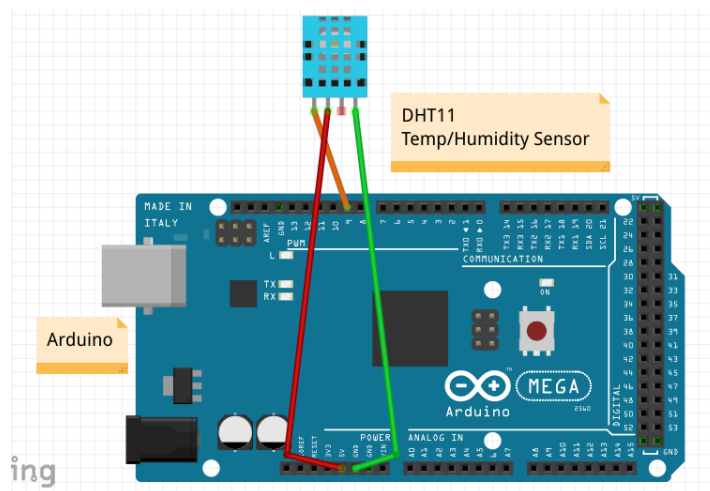 DHT11
Temp/Humidity Sensor
MADE IN
ITALY
AREF
GND
13
12
11
10
9
8
7
6
5
4
3
2
TX0 ◄ 1
RX0 ► 0
TX3 14
RX3 15
TX2 16
RX2 17
TX1 18
RX1 19
SDA 20
SCL 21
5V
PWM
COMMUNICATION
L
TX
RX
ON
22
24
26
28
30 31
32 33
34 35
36 37
38 39
40 41
42 43
44 45
46 47
48 49
50 51
52 53
GND
DIGITAL
Arduino
MEGA
2560
Arduino
™
POWER
ANALOG IN
IOREF
RESET
3V3
5V
GND
GND
VIN
A0
A1
A2
A3
A4
A5
A7
A8
A9
A10
A11
A12
A13
A14
A15
ing